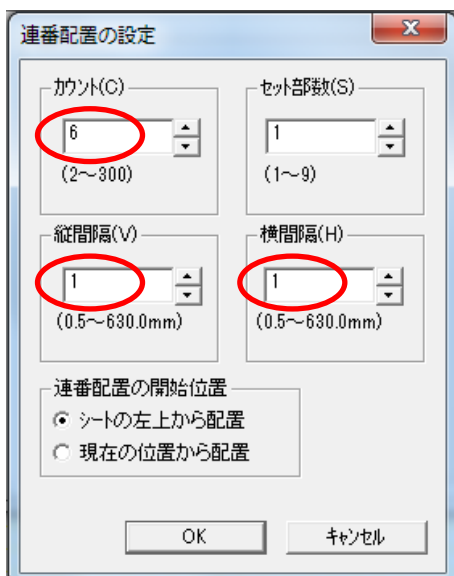 連番配置の設定
カウント(C)
6
(2～300)
セット部数(S)
1
(1～9)
縦間隔(V)
1
(0.5～630.0mm)
横間隔(H)
1
(0.5～630.0mm)
連番配置の開始位置
シートの左上から配置
現在の位置から配置
OK
キャンセル